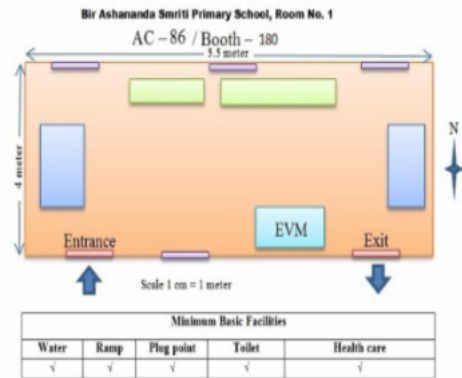 Bir Ashananda Smriti Primary School, Room No. 1
AC – 86 / Booth – 180
5.5 meter
4 meter
N
EVM
Entrance
Exit
Scale 1 cm = 1 meter
Minimum Basic Facilities
Water Ramp Plug point Toilet Health care
√ √ √ √ √